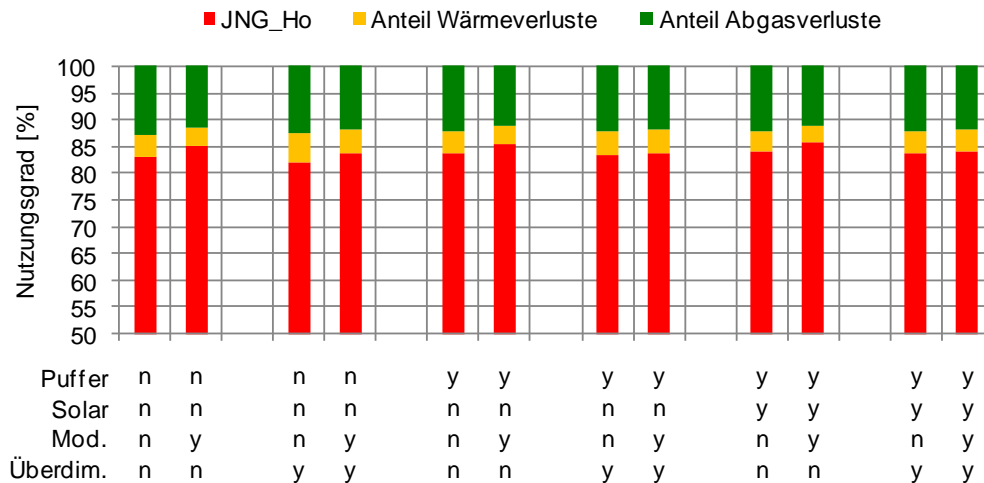 JNG_Ho Anteil Wärmeverluste Anteil Abgasverluste
Nutzungsgrad [%]
100
95
90
85
80
75
70
65
60
55
50
Puffer n n n n y y y y y y y y
Solar n n n n n n n n y y y y
Mod. n y n y n y n y n y n y
Überdim. n n y y n n y y n n y y